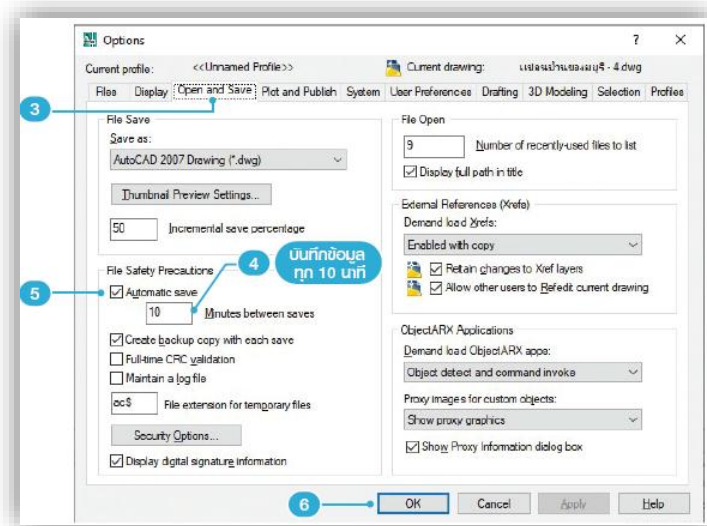 Options
?
Current profile: <<Unnamed Profile>> Current drawing: แปลนบ้านของมบุรี - 4.dwg
Files Display Open and Save Plot and Publish System User Preferences Drafting 3D Modeling Selection Profiles
3
File Save
Save as:
AutoCAD 2007 Drawing (*.dwg)
Thumbnail Preview Settings...
50 Incremental save percentage
File Safety Precautions
4
บันทึกข้อมูล
ทุก 10 นาที
5
Automatic save
10 Minutes between saves
Create backup copy with each save
Full-time CRC validation
Maintain a log file
ac$ File extension for temporary files
Security Options...
Display digital signature information
File Open
9 Number of recently-used files to list
Display full path in title
External References (Xrefs)
Demand load Xrefs:
Enabled with copy
Retain changes to Xref layers
Allow other users to Refedit current drawing
ObjectARX Applications
Demand load ObjectARX apps:
Object detect and command invoke
Proxy images for custom objects:
Show proxy graphics
Show Proxy Information dialog box
6
OK Cancel Apply Help